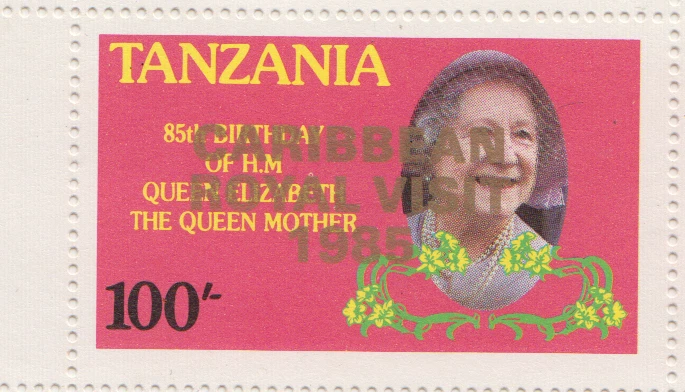 TANZANIA
85th BIRTHDAY
OF H.M
QUEEN ELIZABETH
THE QUEEN MOTHER
CARIBBEAN
ROYAL VISIT
1985
100/-